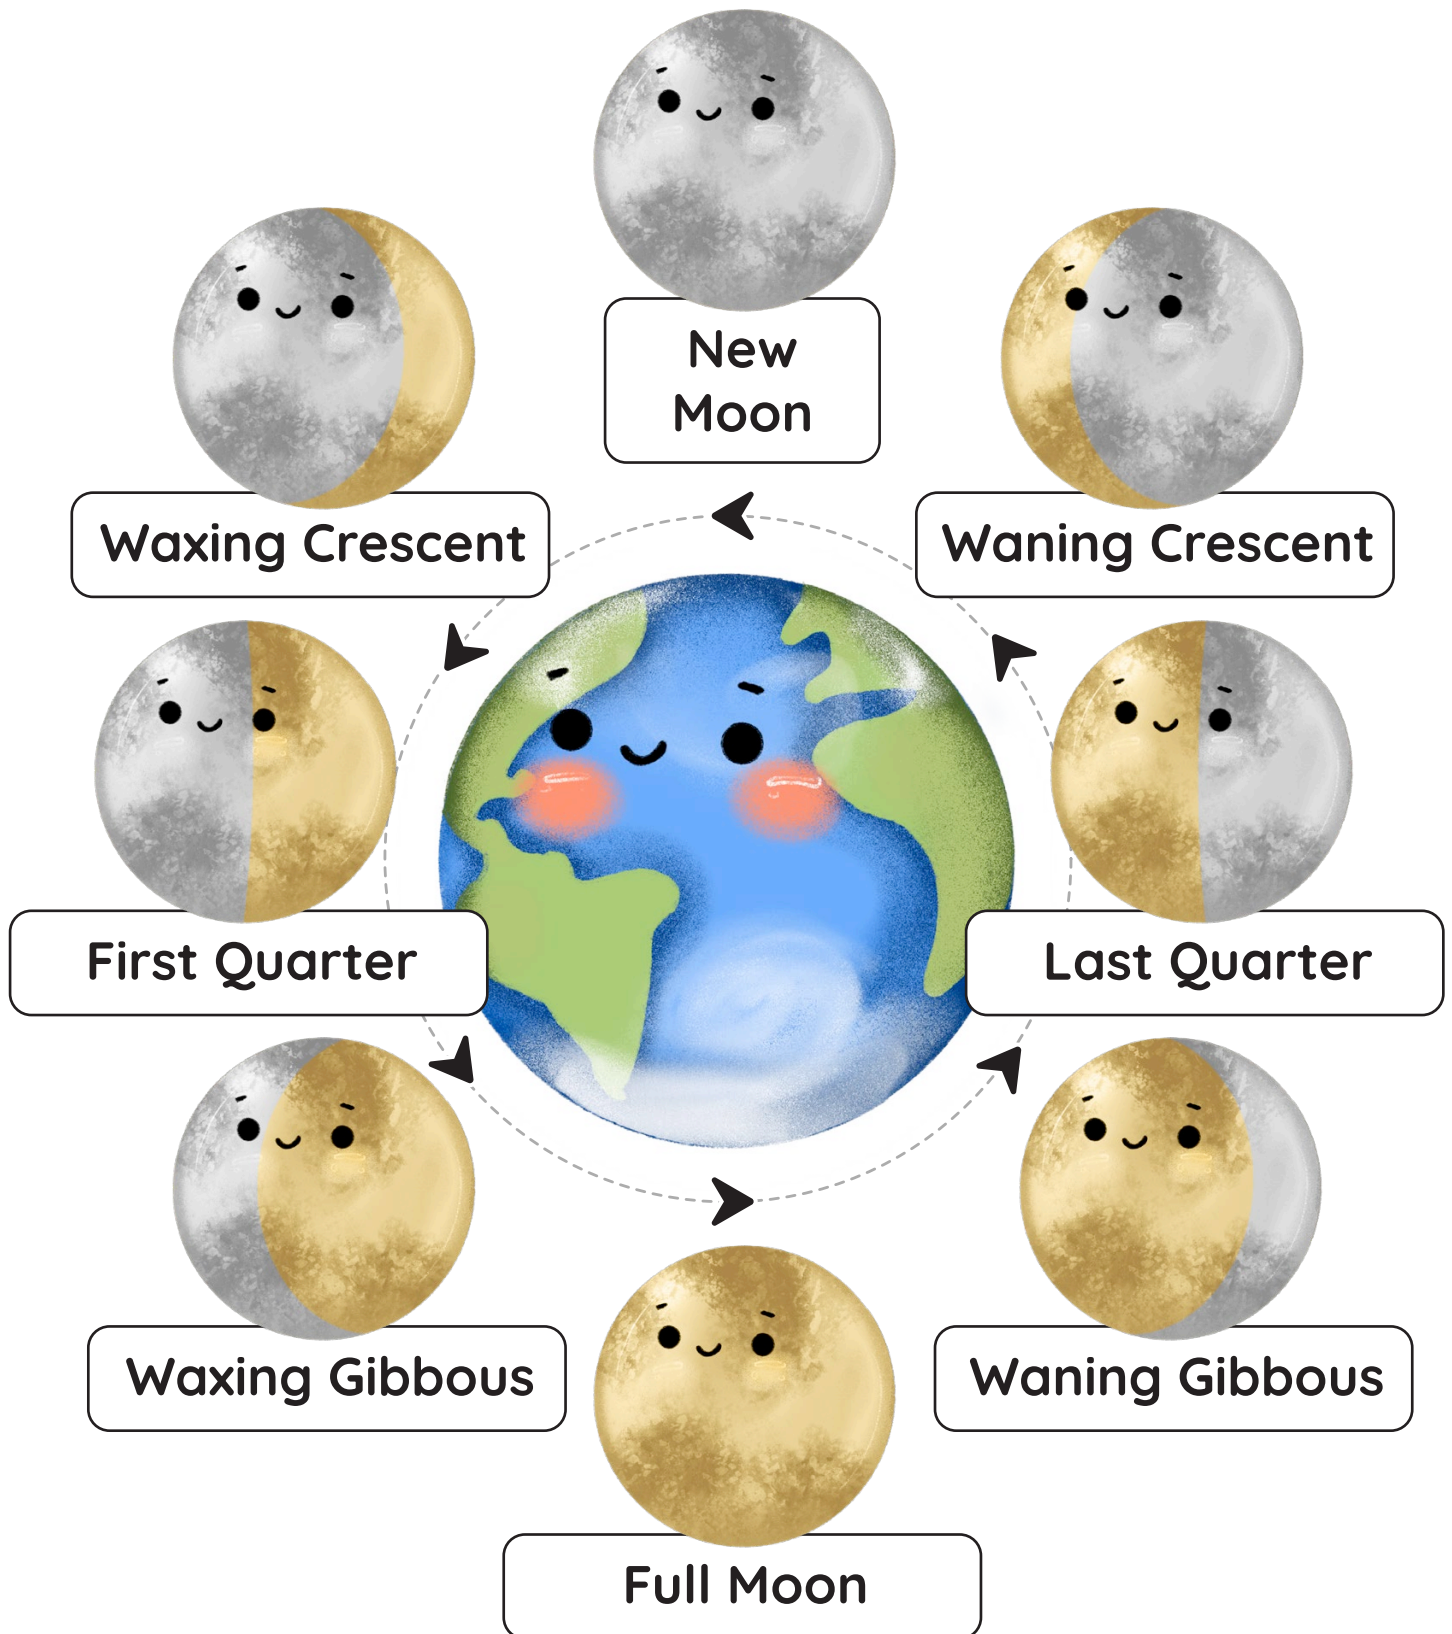 New
Moon
Waxing Crescent
Waning Crescent
First Quarter
Last Quarter
Waxing Gibbous
Waning Gibbous
Full Moon